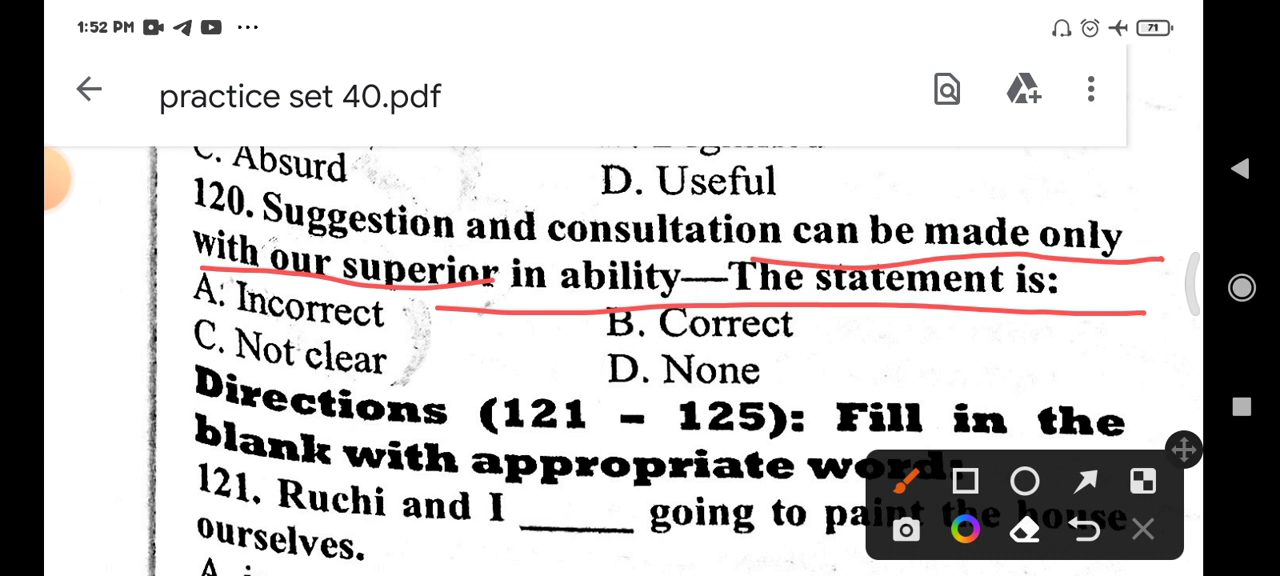 1:52 PM ...
71
practice set 40.pdf
C. Absurd
D. Useful
120. Suggestion and consultation can be made only
with our superior in ability—The statement is:
A. Incorrect
B. Correct
C. Not clear
D. None
Directions (121 – 125): Fill in the
blank with appropriate word:
121. Ruchi and I ______ going to paint the house
ourselves.